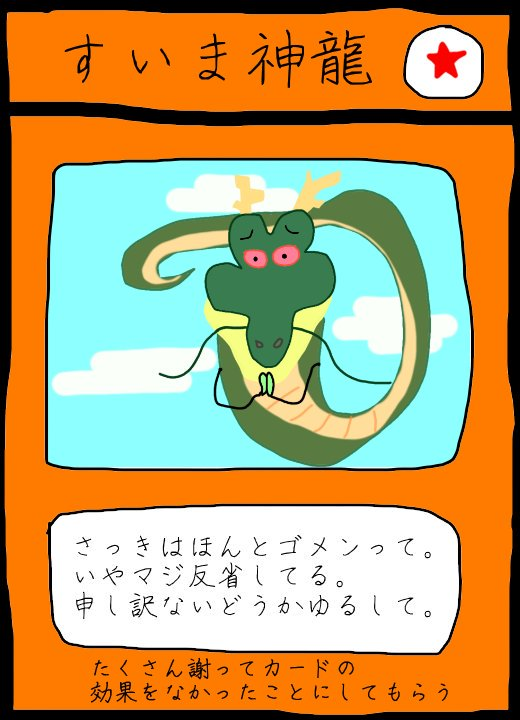 すいま神龍
さっきはほんとゴメンって。
いやマジ反省してる。
申し訳ないどうかゆるして。
たくさん謝ってカードの
効果をなかったことにしてもらう